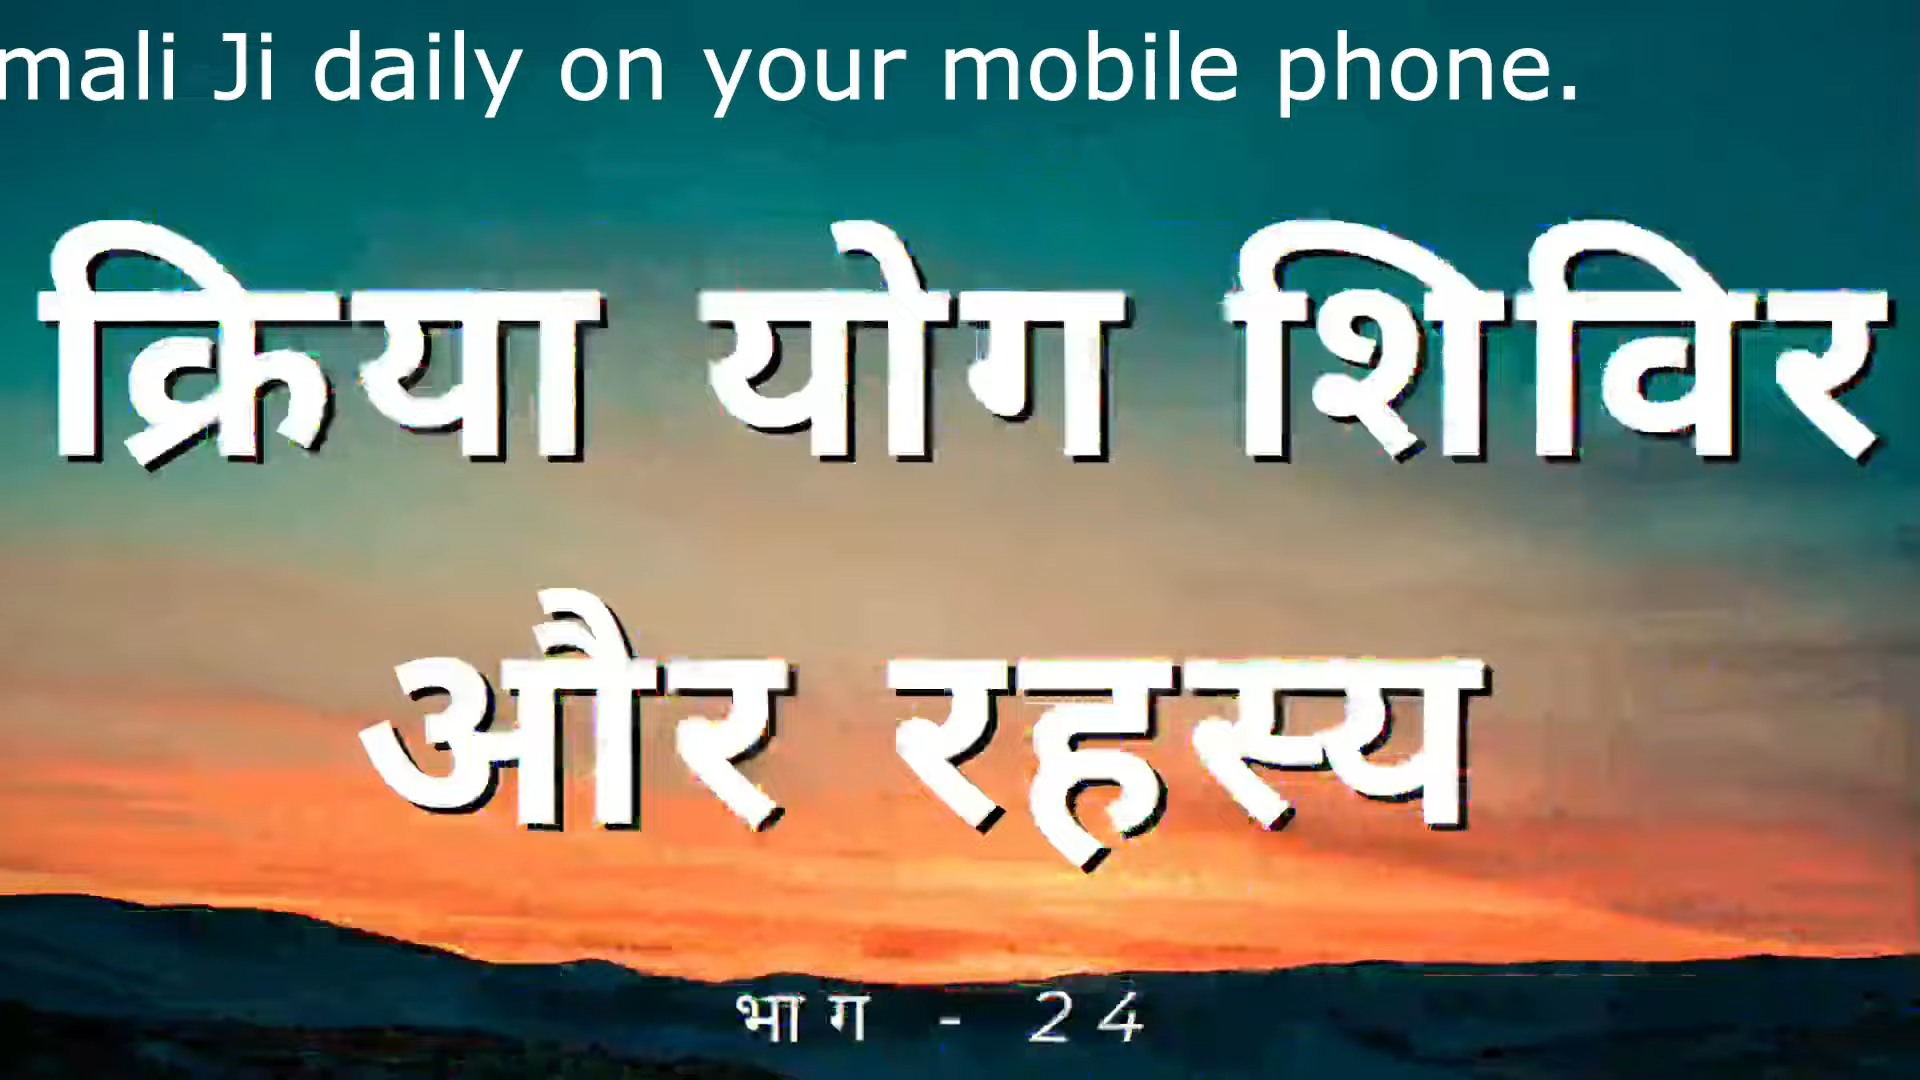 mali Ji daily on your mobile phone.
क्रिया योग शिविर
और रहस्य
भाग - 24